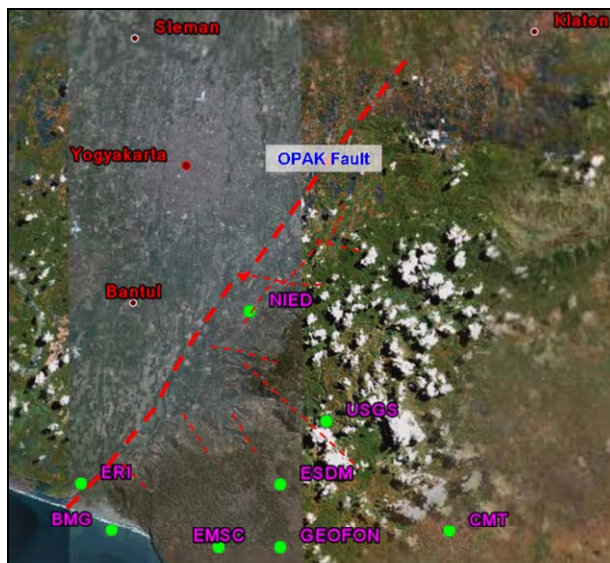 Sleman
Klaten
Yogyakarta
OPAK Fault
Bantul
NIED
USGS
ERI
ESDM
BMG
EMSC
GEOFON
CMT